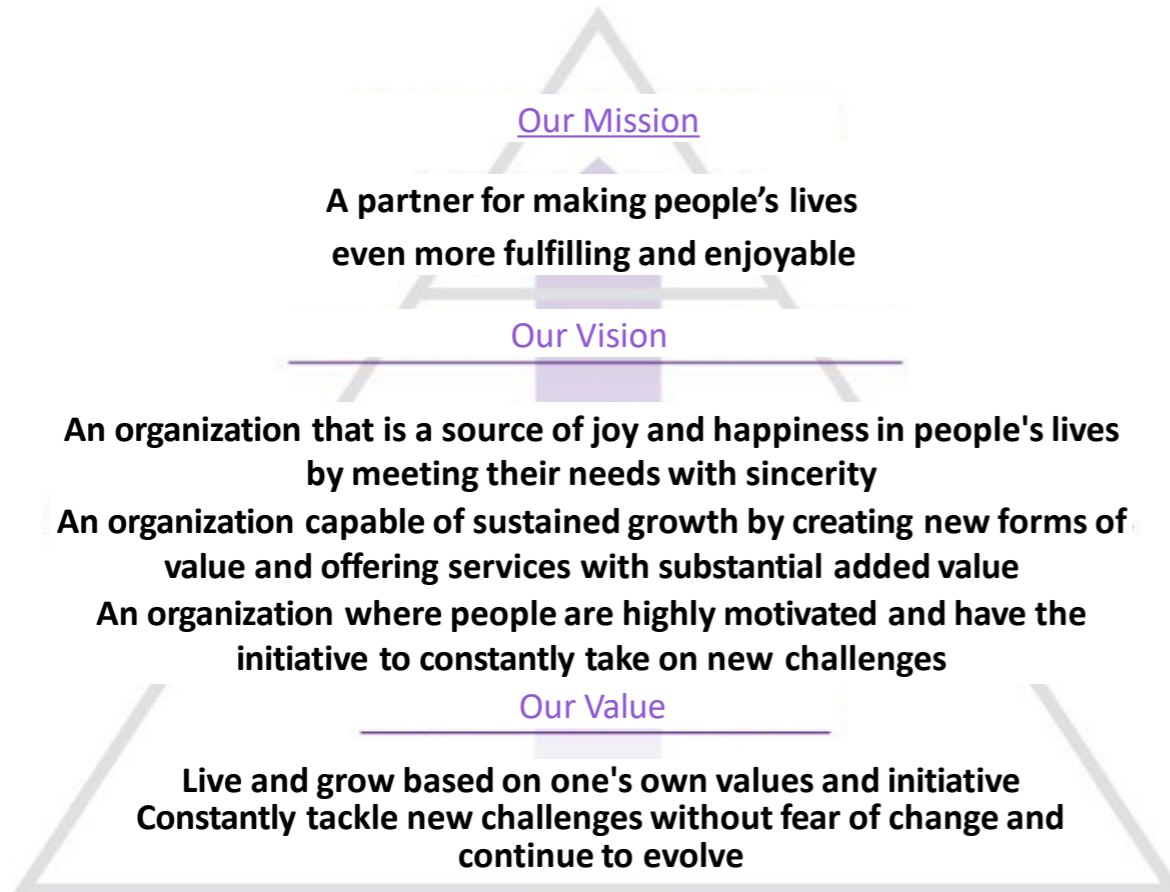 Our Mission
A partner for making people’s lives
even more fulfilling and enjoyable
Our Vision
An organization that is a source of joy and happiness in people's lives
by meeting their needs with sincerity
An organization capable of sustained growth by creating new forms of
value and offering services with substantial added value
An organization where people are highly motivated and have the
initiative to constantly take on new challenges
Our Value
Live and grow based on one's own values and initiative
Constantly tackle new challenges without fear of change and
continue to evolve